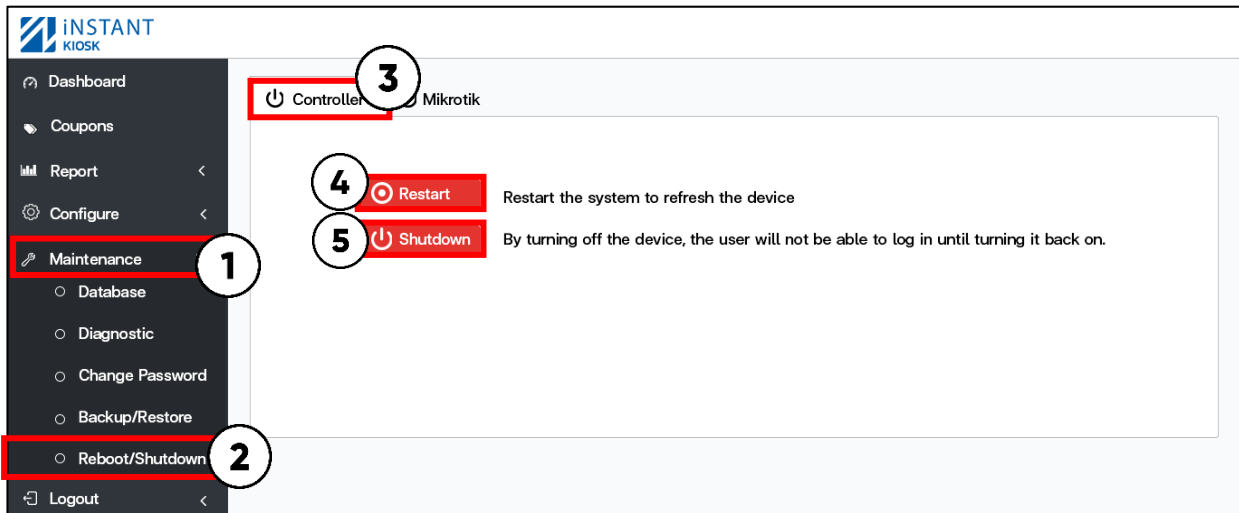 iNSTANT
KIOSK
Dashboard
Coupons
Report
Configure
Maintenance
1
Database
Diagnostic
Change Password
Backup/Restore
Reboot/Shutdown
2
Logout
Controller
3
Mikrotik
4
Restart
Restart the system to refresh the device
5
Shutdown
By turning off the device, the user will not be able to log in until turning it back on.